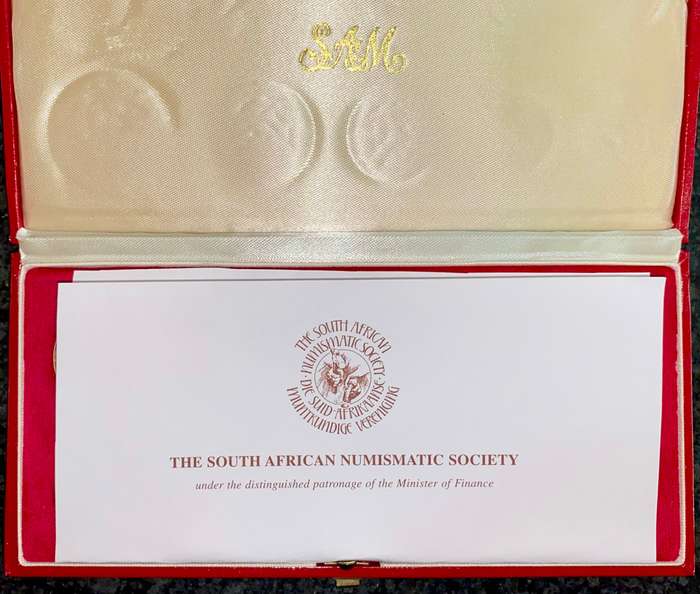 SAM
THE SOUTH AFRICAN
NUMISMATIC SOCIETY
DIE SUID-AFRIKAANSE
MUNTKUNDIGE VERENIGING
THE SOUTH AFRICAN NUMISMATIC SOCIETY
under the distinguished patronage of the Minister of Finance